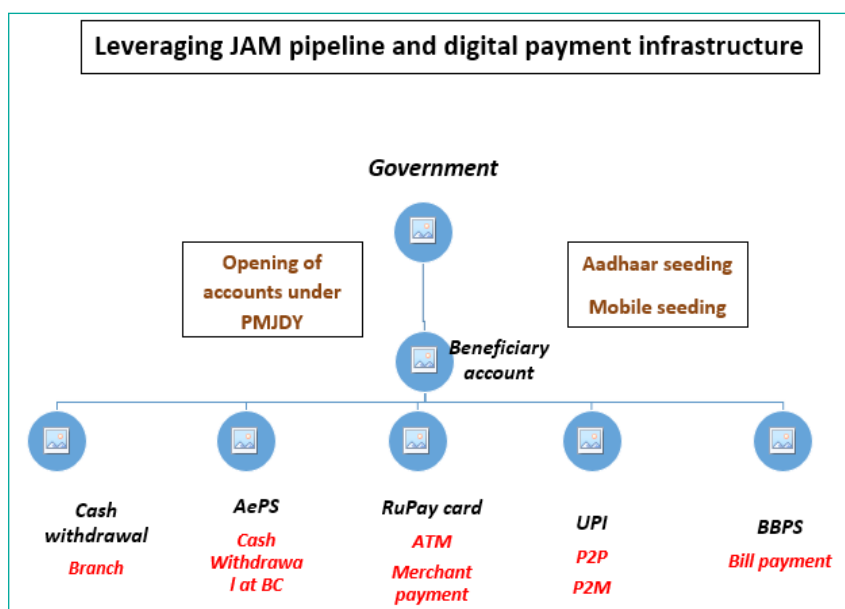 Leveraging JAM pipeline and digital payment infrastructure
Government
Opening of
accounts under
PMJDY
Aadhaar seeding
Mobile seeding
Beneficiary
account
Cash
withdrawal
Branch
AePS
Cash
Withdrawa
l at BC
RuPay card
ATM
Merchant
payment
UPI
P2P
P2M
BBPS
Bill payment